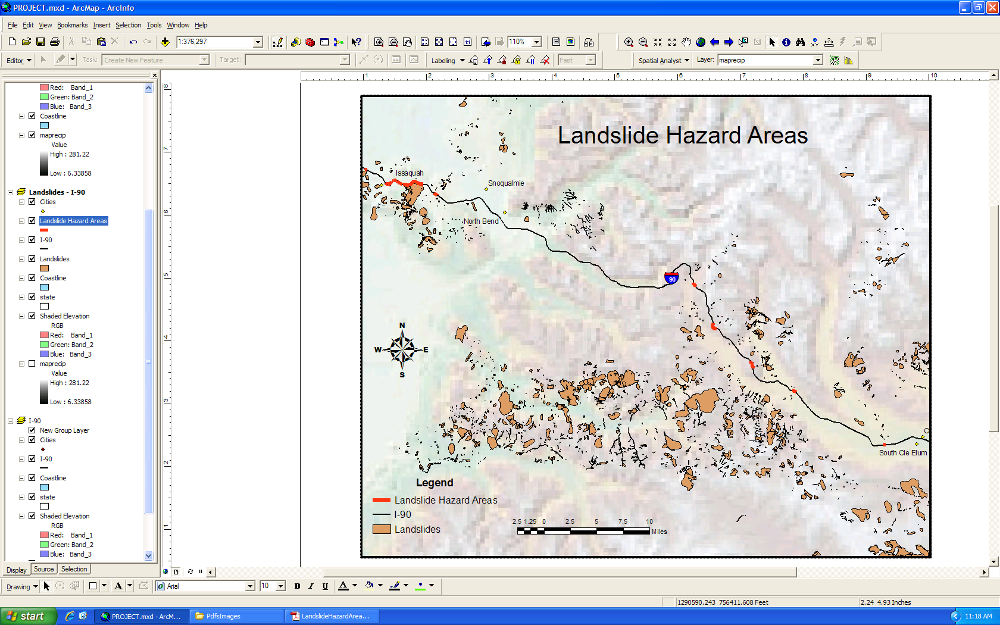 PROJECT.mxd - ArcMap - ArcInfo
File Edit View Bookmarks Insert Selection Tools Window Help
1:376,297
110%
Editor
Task: Create New Feature
Target:
Labeling
Fast
Spatial Analyst
Layer: maprecip
Red: Band_1
Green: Band_2
Blue: Band_3
Coastline
maprecip
Value
High : 281.22
Low : 6.33858
Landslides - I-90
Cities
Landslide Hazard Areas
I-90
Landslides
Coastline
state
Shaded Elevation
RGB
Red: Band_1
Green: Band_2
Blue: Band_3
maprecip
Value
High : 281.22
Low : 6.33858
I-90
New Group Layer
Cities
I-90
Coastline
state
Shaded Elevation
RGB
Red: Band_1
Green: Band_2
Blue: Band_3
Display Source Selection
1 2 3 4 5 6 7 8 9 10
8
7
6
5
4
3
2
1
Landslide Hazard Areas
Issaquah
Snoqualmie
North Bend
90
N
W E
S
C
South Cle Elum
Legend
Landslide Hazard Areas
I-90
Landslides
2.5 1.25 0 2.5 5 7.5 10
Miles
Drawing
A
Arial
10
B I U A
1290590.243 756411.608 Feet
2.24 4.93 Inches
start
PROJECT.mxd - ArcM...
PdfsImages
LandslideHazardArea...
11:18 AM